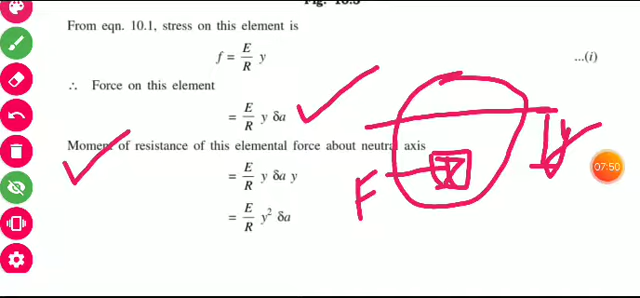 From eqn. 10.1, stress on this element is
f = E/R y ...(i)
∴ Force on this element
= E/R y δa
Moment of resistance of this elemental force about neutral axis
= E/R y δa y
= E/R y² δa
F
y
07:50